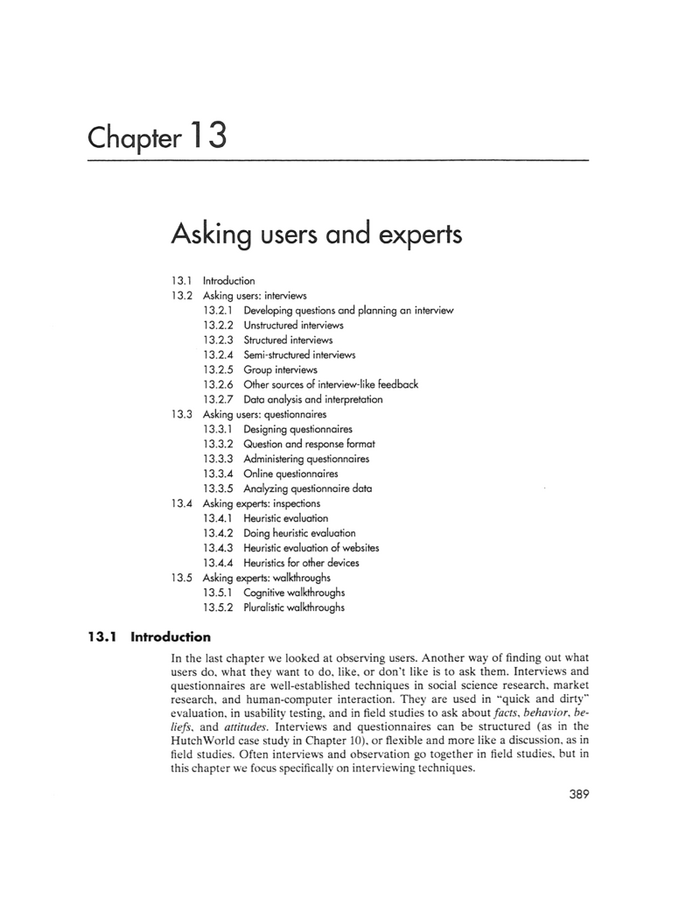 Chapter 13
Asking users and experts
13.1 Introduction
13.2 Asking users: interviews
13.2.1 Developing questions and planning an interview
13.2.2 Unstructured interviews
13.2.3 Structured interviews
13.2.4 Semi-structured interviews
13.2.5 Group interviews
13.2.6 Other sources of interview-like feedback
13.2.7 Data analysis and interpretation
13.3 Asking users: questionnaires
13.3.1 Designing questionnaires
13.3.2 Question and response format
13.3.3 Administering questionnaires
13.3.4 Online questionnaires
13.3.5 Analyzing questionnaire data
13.4 Asking experts: inspections
13.4.1 Heuristic evaluation
13.4.2 Doing heuristic evaluation
13.4.3 Heuristic evaluation of websites
13.4.4 Heuristics for other devices
13.5 Asking experts: walkthroughs
13.5.1 Cognitive walkthroughs
13.5.2 Pluralistic walkthroughs
13.1 Introduction
In the last chapter we looked at observing users. Another way of finding out what
users do, what they want to do, like, or don't like is to ask them. Interviews and
questionnaires are well-established techniques in social science research, market
research, and human-computer interaction. They are used in "quick and dirty"
evaluation, in usability testing, and in field studies to ask about facts, behavior, be-
liefs, and attitudes. Interviews and questionnaires can be structured (as in the
HutchWorld case study in Chapter 10), or flexible and more like a discussion, as in
field studies. Often interviews and observation go together in field studies, but in
this chapter we focus specifically on interviewing techniques.
389